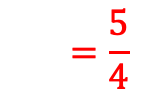 = 5/4